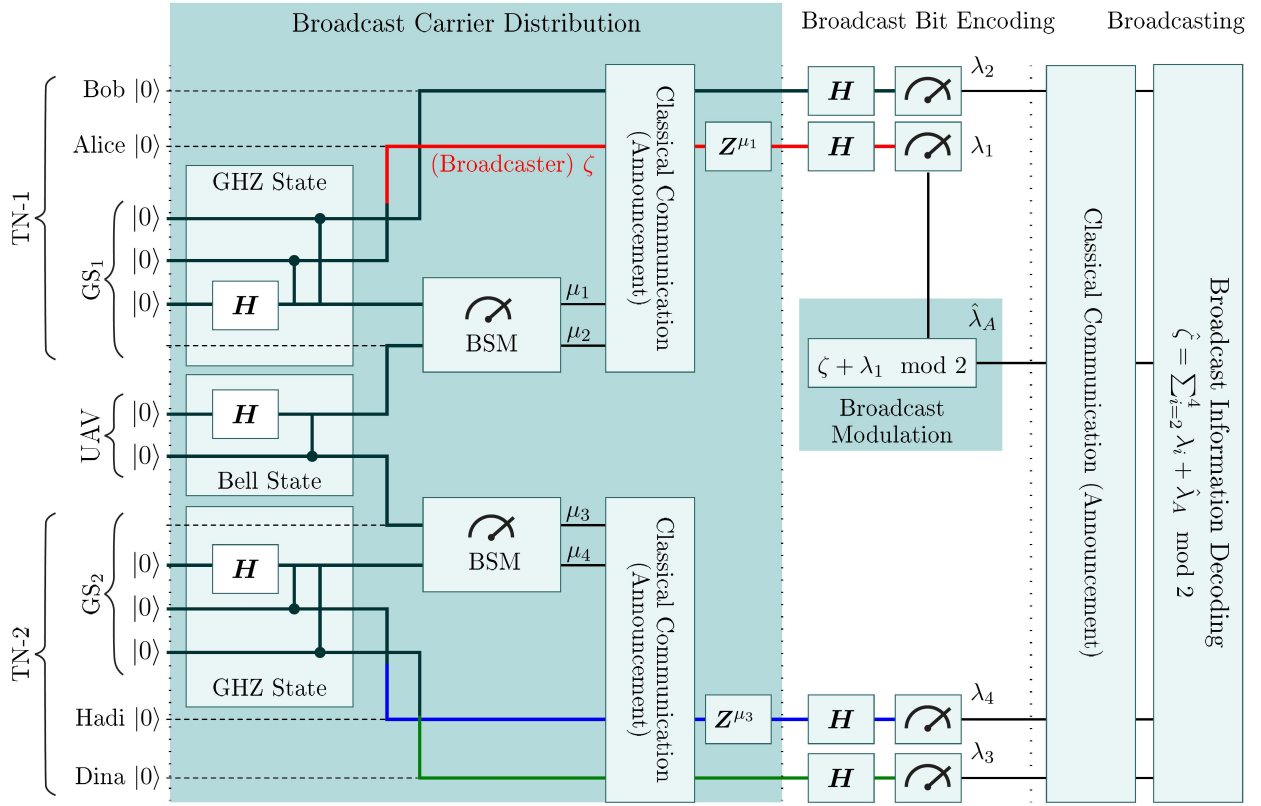 Broadcast Carrier Distribution
Broadcast Bit Encoding
Broadcasting
TN-1
Bob |0⟩
Alice |0⟩
GHZ State
(Broadcaster) ζ
GS₁
|0⟩
|0⟩
|0⟩
H
BSM
μ₁
μ₂
Classical Communication
(Announcement)
Z^{μ₁}
H
H
λ₂
λ₁
λ̂_A
ζ + λ₁ mod 2
Broadcast
Modulation
UAV
|0⟩
|0⟩
H
Bell State
TN-2
GS₂
|0⟩
|0⟩
|0⟩
H
GHZ State
BSM
μ₃
μ₄
Classical Communication
(Announcement)
Hadi |0⟩
Dina |0⟩
Z^{μ₃}
H
H
λ₄
λ₃
Classical Communication (Announcement)
Broadcast Information Decoding
ζ̂ = ∑_{i=2}^{4} λ_i + λ̂_A mod 2